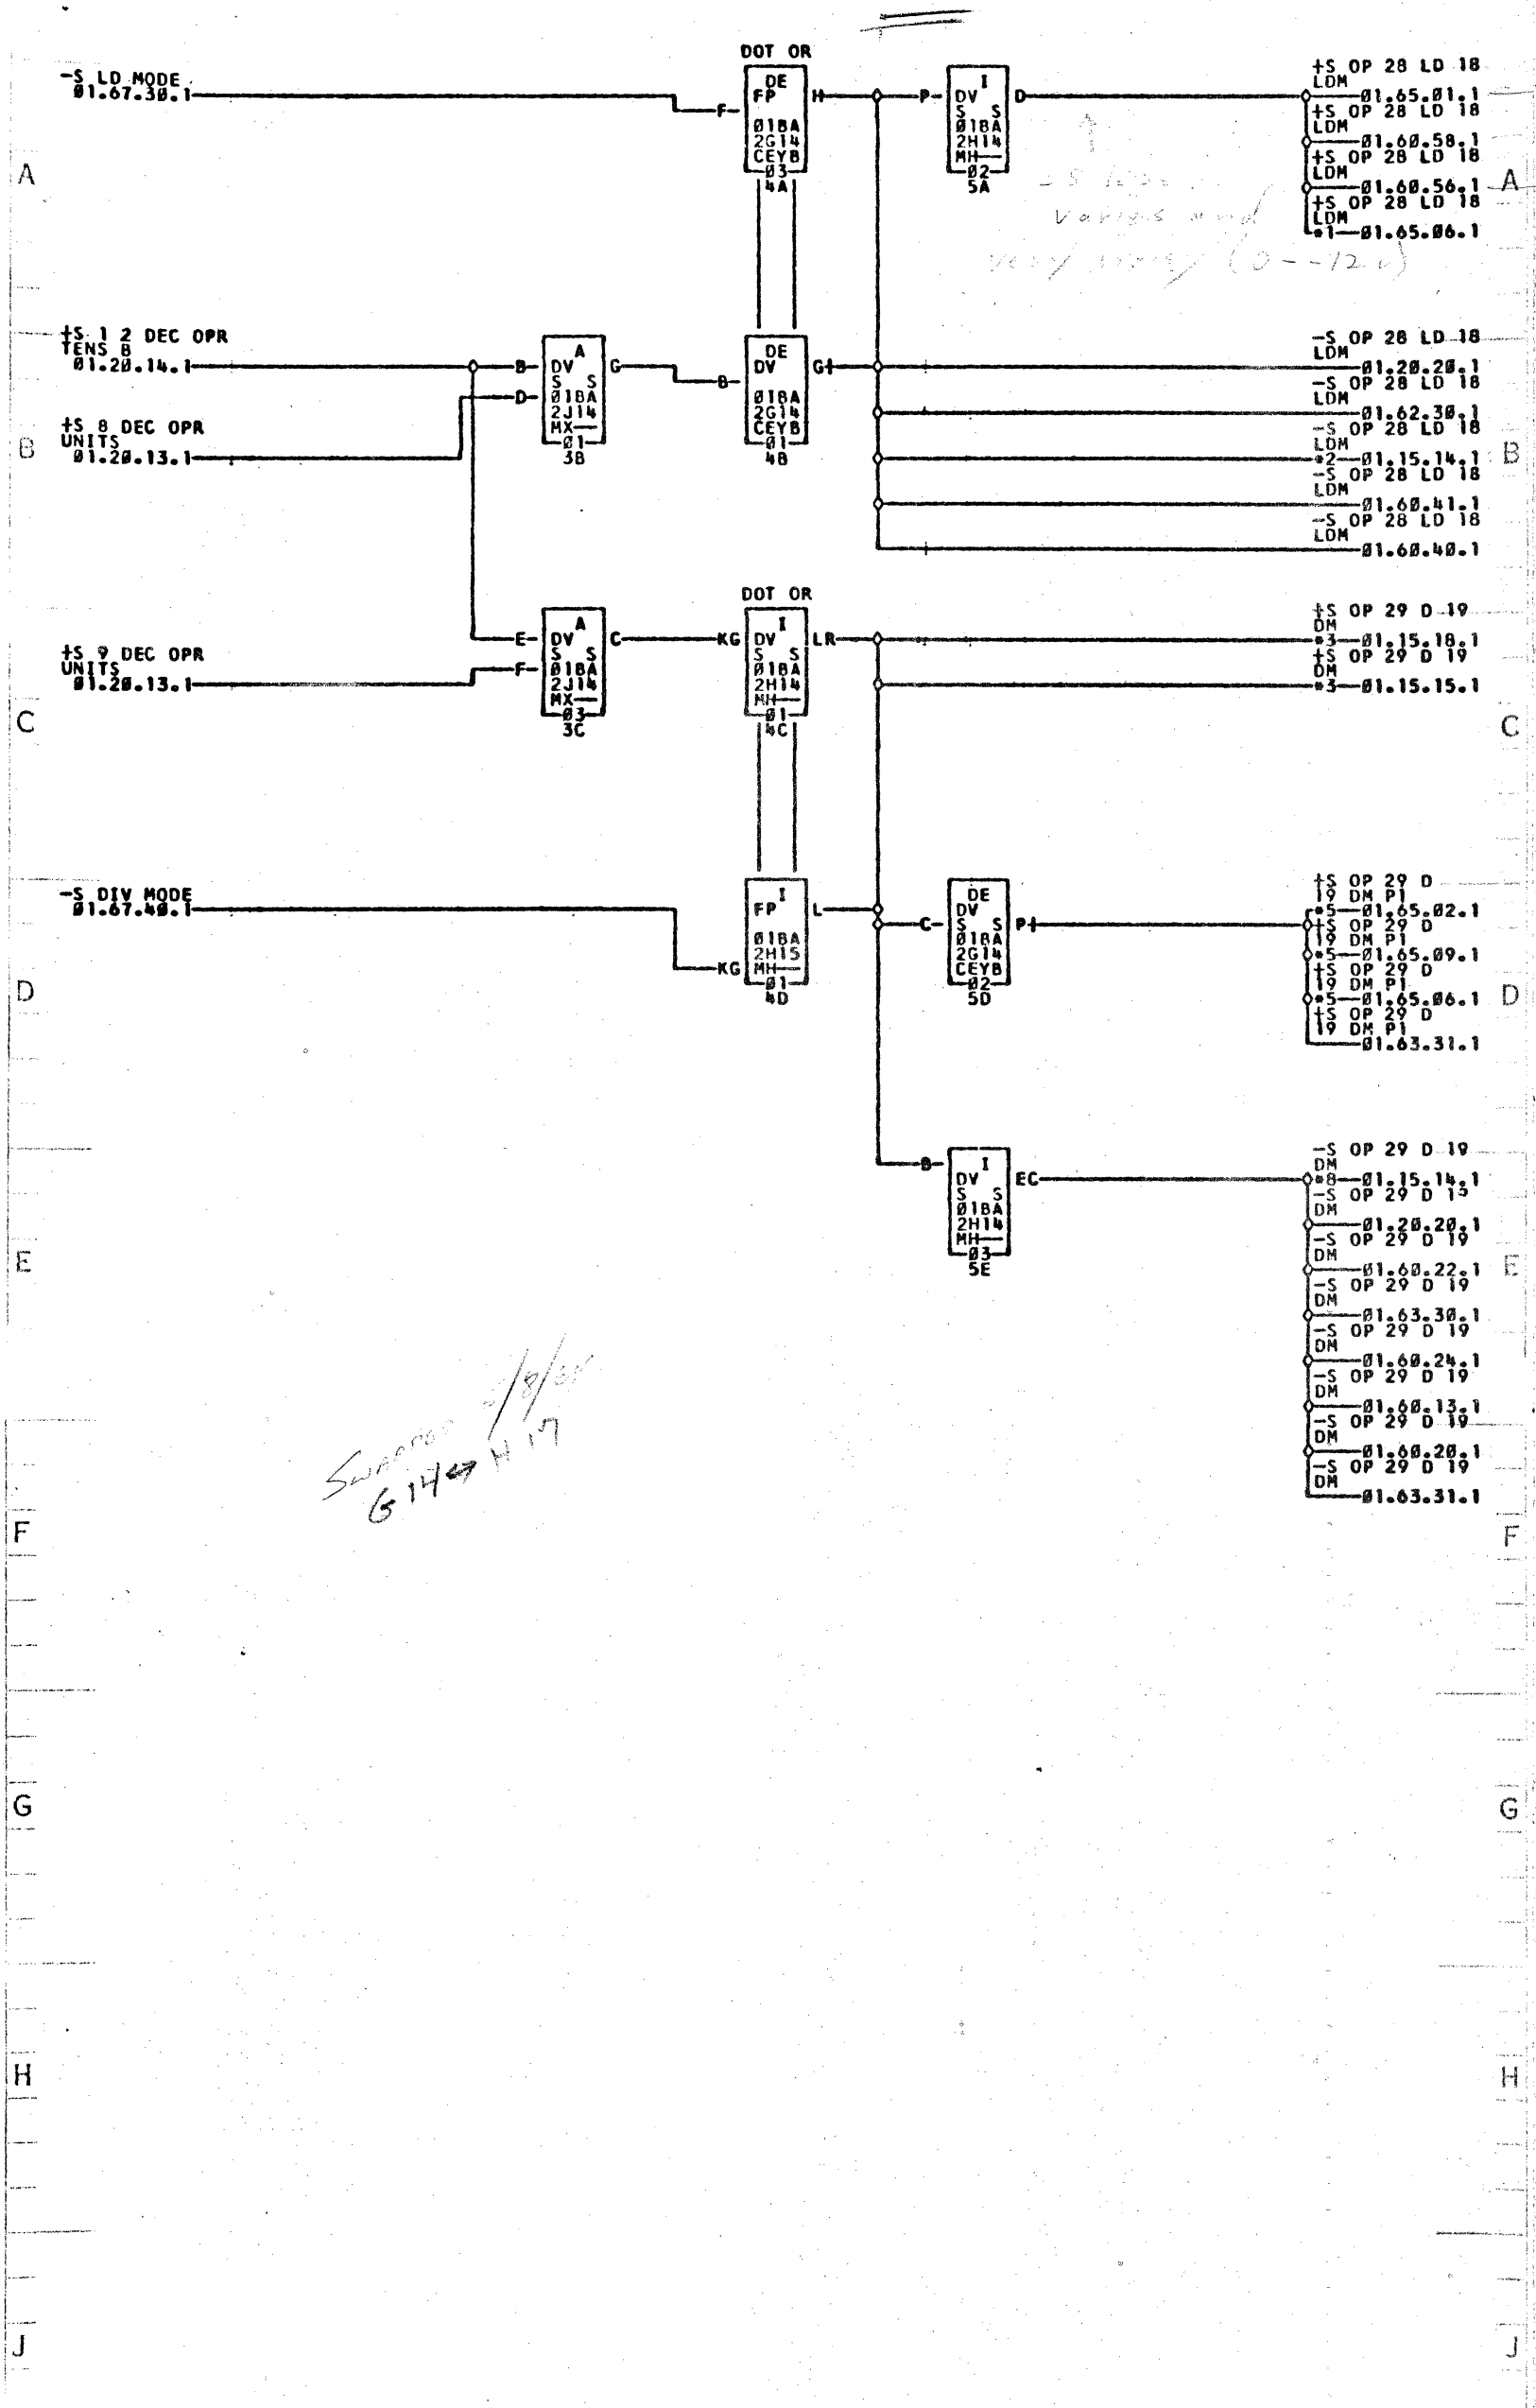 DOT OR
-S LD MODE
01.67.30.1
F
DE
FP
01BA
2G14
CEYB
03
4A
H
P
I
DV
S S
01BA
2H14
MH
02
5A
D
+S OP 28 LD 18
LDM
01.65.01.1
+S OP 28 LD 18
LDM
01.60.58.1
+S OP 28 LD 18
LDM
01.60.56.1
+S OP 28 LD 18
LDM
*1 01.65.06.1
A
A
varies and
very (0--12v)
+S 1 2 DEC OPR
TENS B
01.20.14.1
+S 8 DEC OPR
UNITS
01.20.13.1
B
D
A
DV
S S
01BA
2J14
MX
01
3B
G
B
DE
DV
01BA
2G14
CEYB
01
4B
G
-S OP 28 LD 18
LDM
01.20.20.1
-S OP 28 LD 18
LDM
01.62.30.1
-S OP 28 LD 18
LDM
*2 01.15.14.1
-S OP 28 LD 18
LDM
01.60.41.1
-S OP 28 LD 18
LDM
01.60.40.1
B
B
DOT OR
+S 9 DEC OPR
UNITS
01.20.13.1
E
F
A
DV
S S
01BA
2J14
MX
03
3C
C
KG
I
DV
S S
01BA
2H14
MH
01
4C
LR
+S OP 29 D 19
DM
*3 01.15.18.1
+S OP 29 D 19
DM
*3 01.15.15.1
C
C
-S DIV MODE
01.67.40.1
KG
I
FP
01BA
2H15
MH
01
4D
L
C
DE
DV
S S
01BA
2G14
CEYB
02
5D
P
+S OP 29 D
19 DM P1
*5 01.65.02.1
+S OP 29 D
19 DM P1
*5 01.65.09.1
+S OP 29 D
19 DM P1
*5 01.65.06.1
+S OP 29 D
19 DM P1
01.63.31.1
D
D
B
I
DV
S S
01BA
2H14
MH
03
5E
EC
-S OP 29 D 19
DM
*8 01.15.14.1
-S OP 29 D 19
DM
01.20.20.1
-S OP 29 D 19
DM
01.60.22.1
-S OP 29 D 19
DM
01.63.30.1
-S OP 29 D 19
DM
01.60.24.1
-S OP 29 D 19
DM
01.60.13.1
-S OP 29 D 19
DM
01.60.20.1
-S OP 29 D 19
DM
01.63.31.1
E
E
Swapped
G14 ↔ H17
F
F
G
G
H
H
J
J